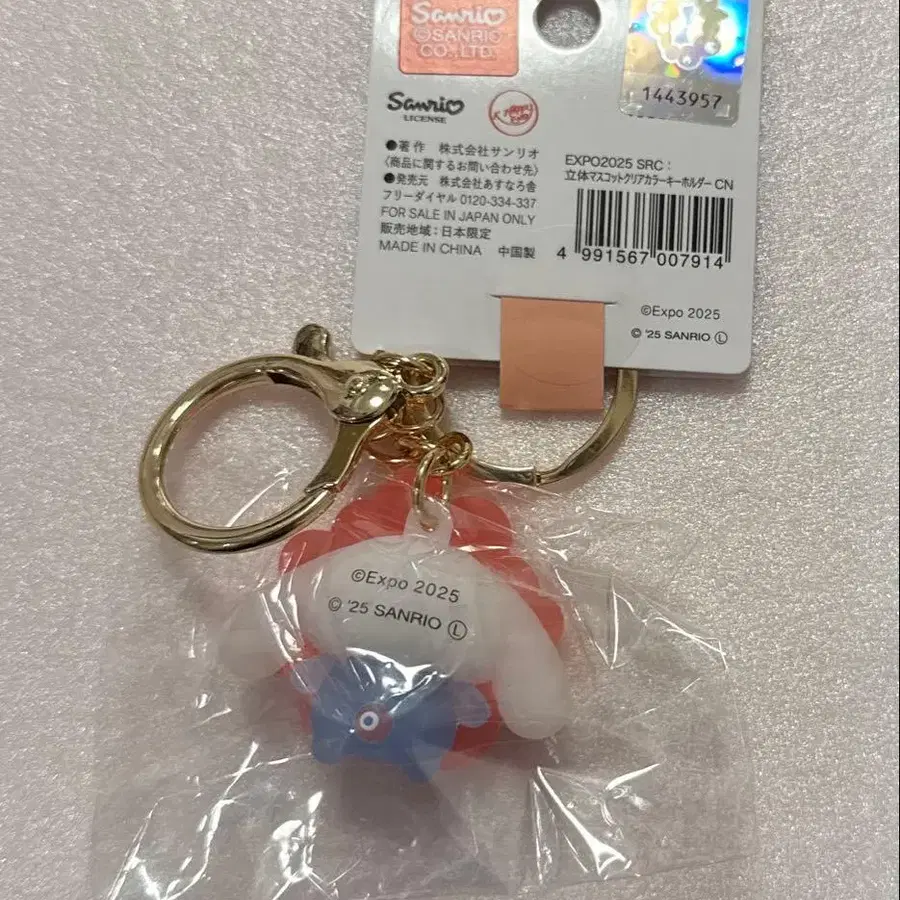 Sanrio
©SANRIO
CO., LTD.
1443957
Sanrio
LICENSE
●著作 株式会社サンリオ
〈商品に関するお問い合わせ先〉
●発売元 株式会社あすなろ舎
フリーダイヤル 0120-334-337
FOR SALE IN JAPAN ONLY
販売地域:日本限定
MADE IN CHINA 中国製
EXPO2025 SRC:
立体マスコットクリアカラーキーホルダー CN
4 991567 007914
©Expo 2025
© '25 SANRIO Ⓛ
©Expo 2025
© '25 SANRIO Ⓛ